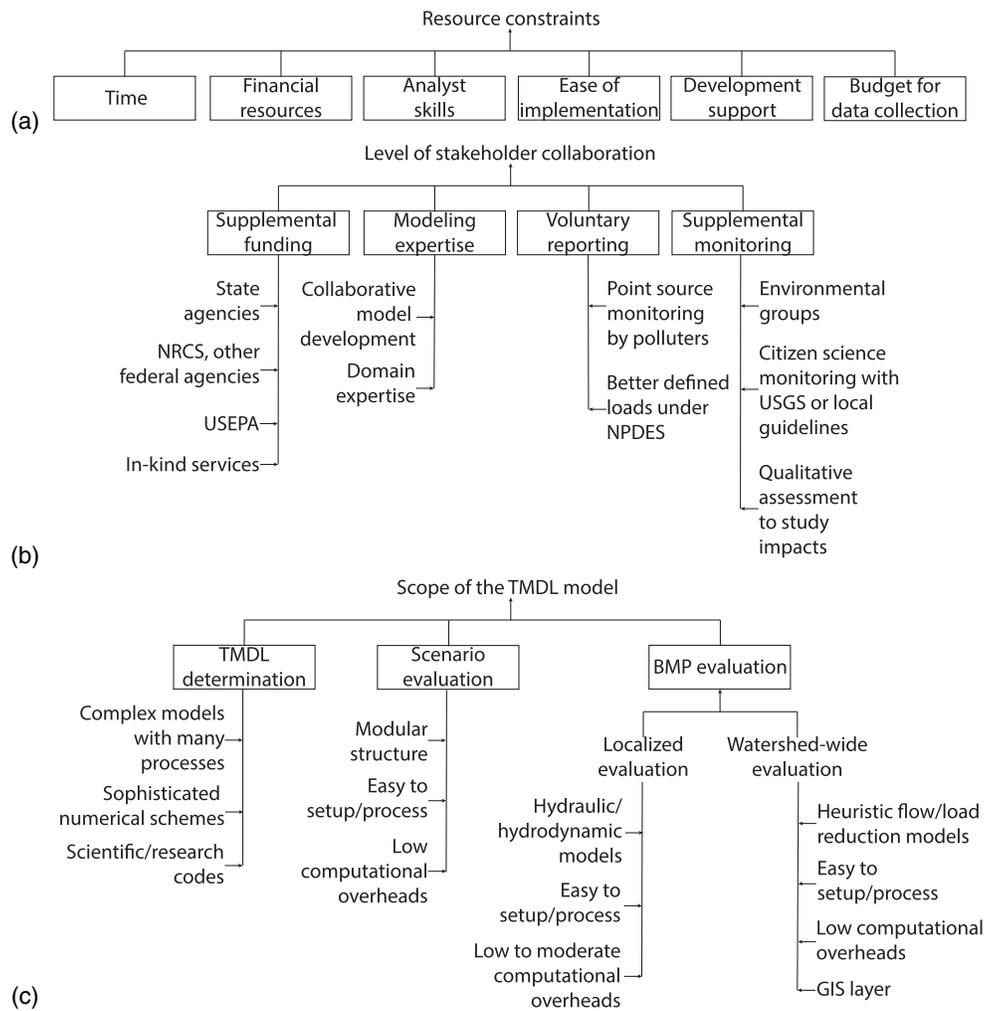 Resource constraints
Time
Financial
resources
Analyst
skills
Ease of
implementation
Development
support
Budget for
data collection
(a)
Level of stakeholder collaboration
Supplemental
funding
Modeling
expertise
Voluntary
reporting
Supplemental
monitoring
State
agencies
NRCS, other
federal agencies
USEPA
In-kind services
Collaborative
model
development
Domain
expertise
Point source
monitoring
by polluters
Better defined
loads under
NPDES
Environmental
groups
Citizen science
monitoring with
USGS or local
guidelines
Qualitative
assessment
to study
impacts
(b)
Scope of the TMDL model
TMDL
determination
Scenario
evaluation
BMP evaluation
Complex models
with many
processes
Sophisticated
numerical schemes
Scientific/research
codes
Modular
structure
Easy to
setup/process
Low
computational
overheads
Localized
evaluation
Hydraulic/
hydrodynamic
models
Easy to
setup/process
Low to moderate
computational
overheads
Watershed-wide
evaluation
Heuristic flow/load
reduction models
Easy to
setup/process
Low computational
overheads
GIS layer
(c)